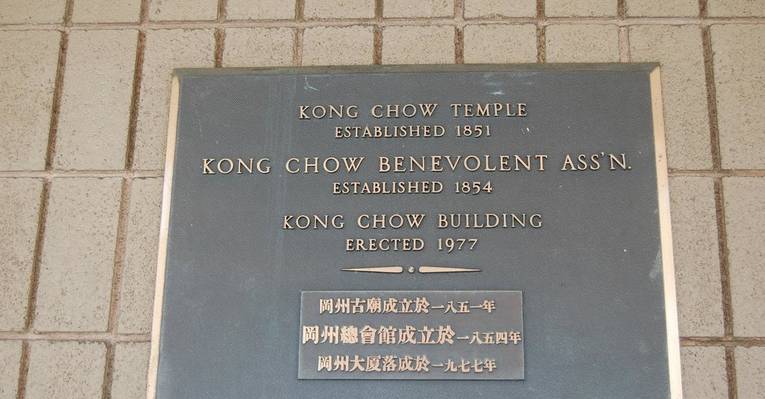 KONG CHOW TEMPLE
ESTABLISHED 1851
KONG CHOW BENEVOLENT ASS'N.
ESTABLISHED 1854
KONG CHOW BUILDING
ERECTED 1977
岡州古廟成立於一八五一年
岡州總會館成立於一八五四年
岡州大厦落成於一九七七年